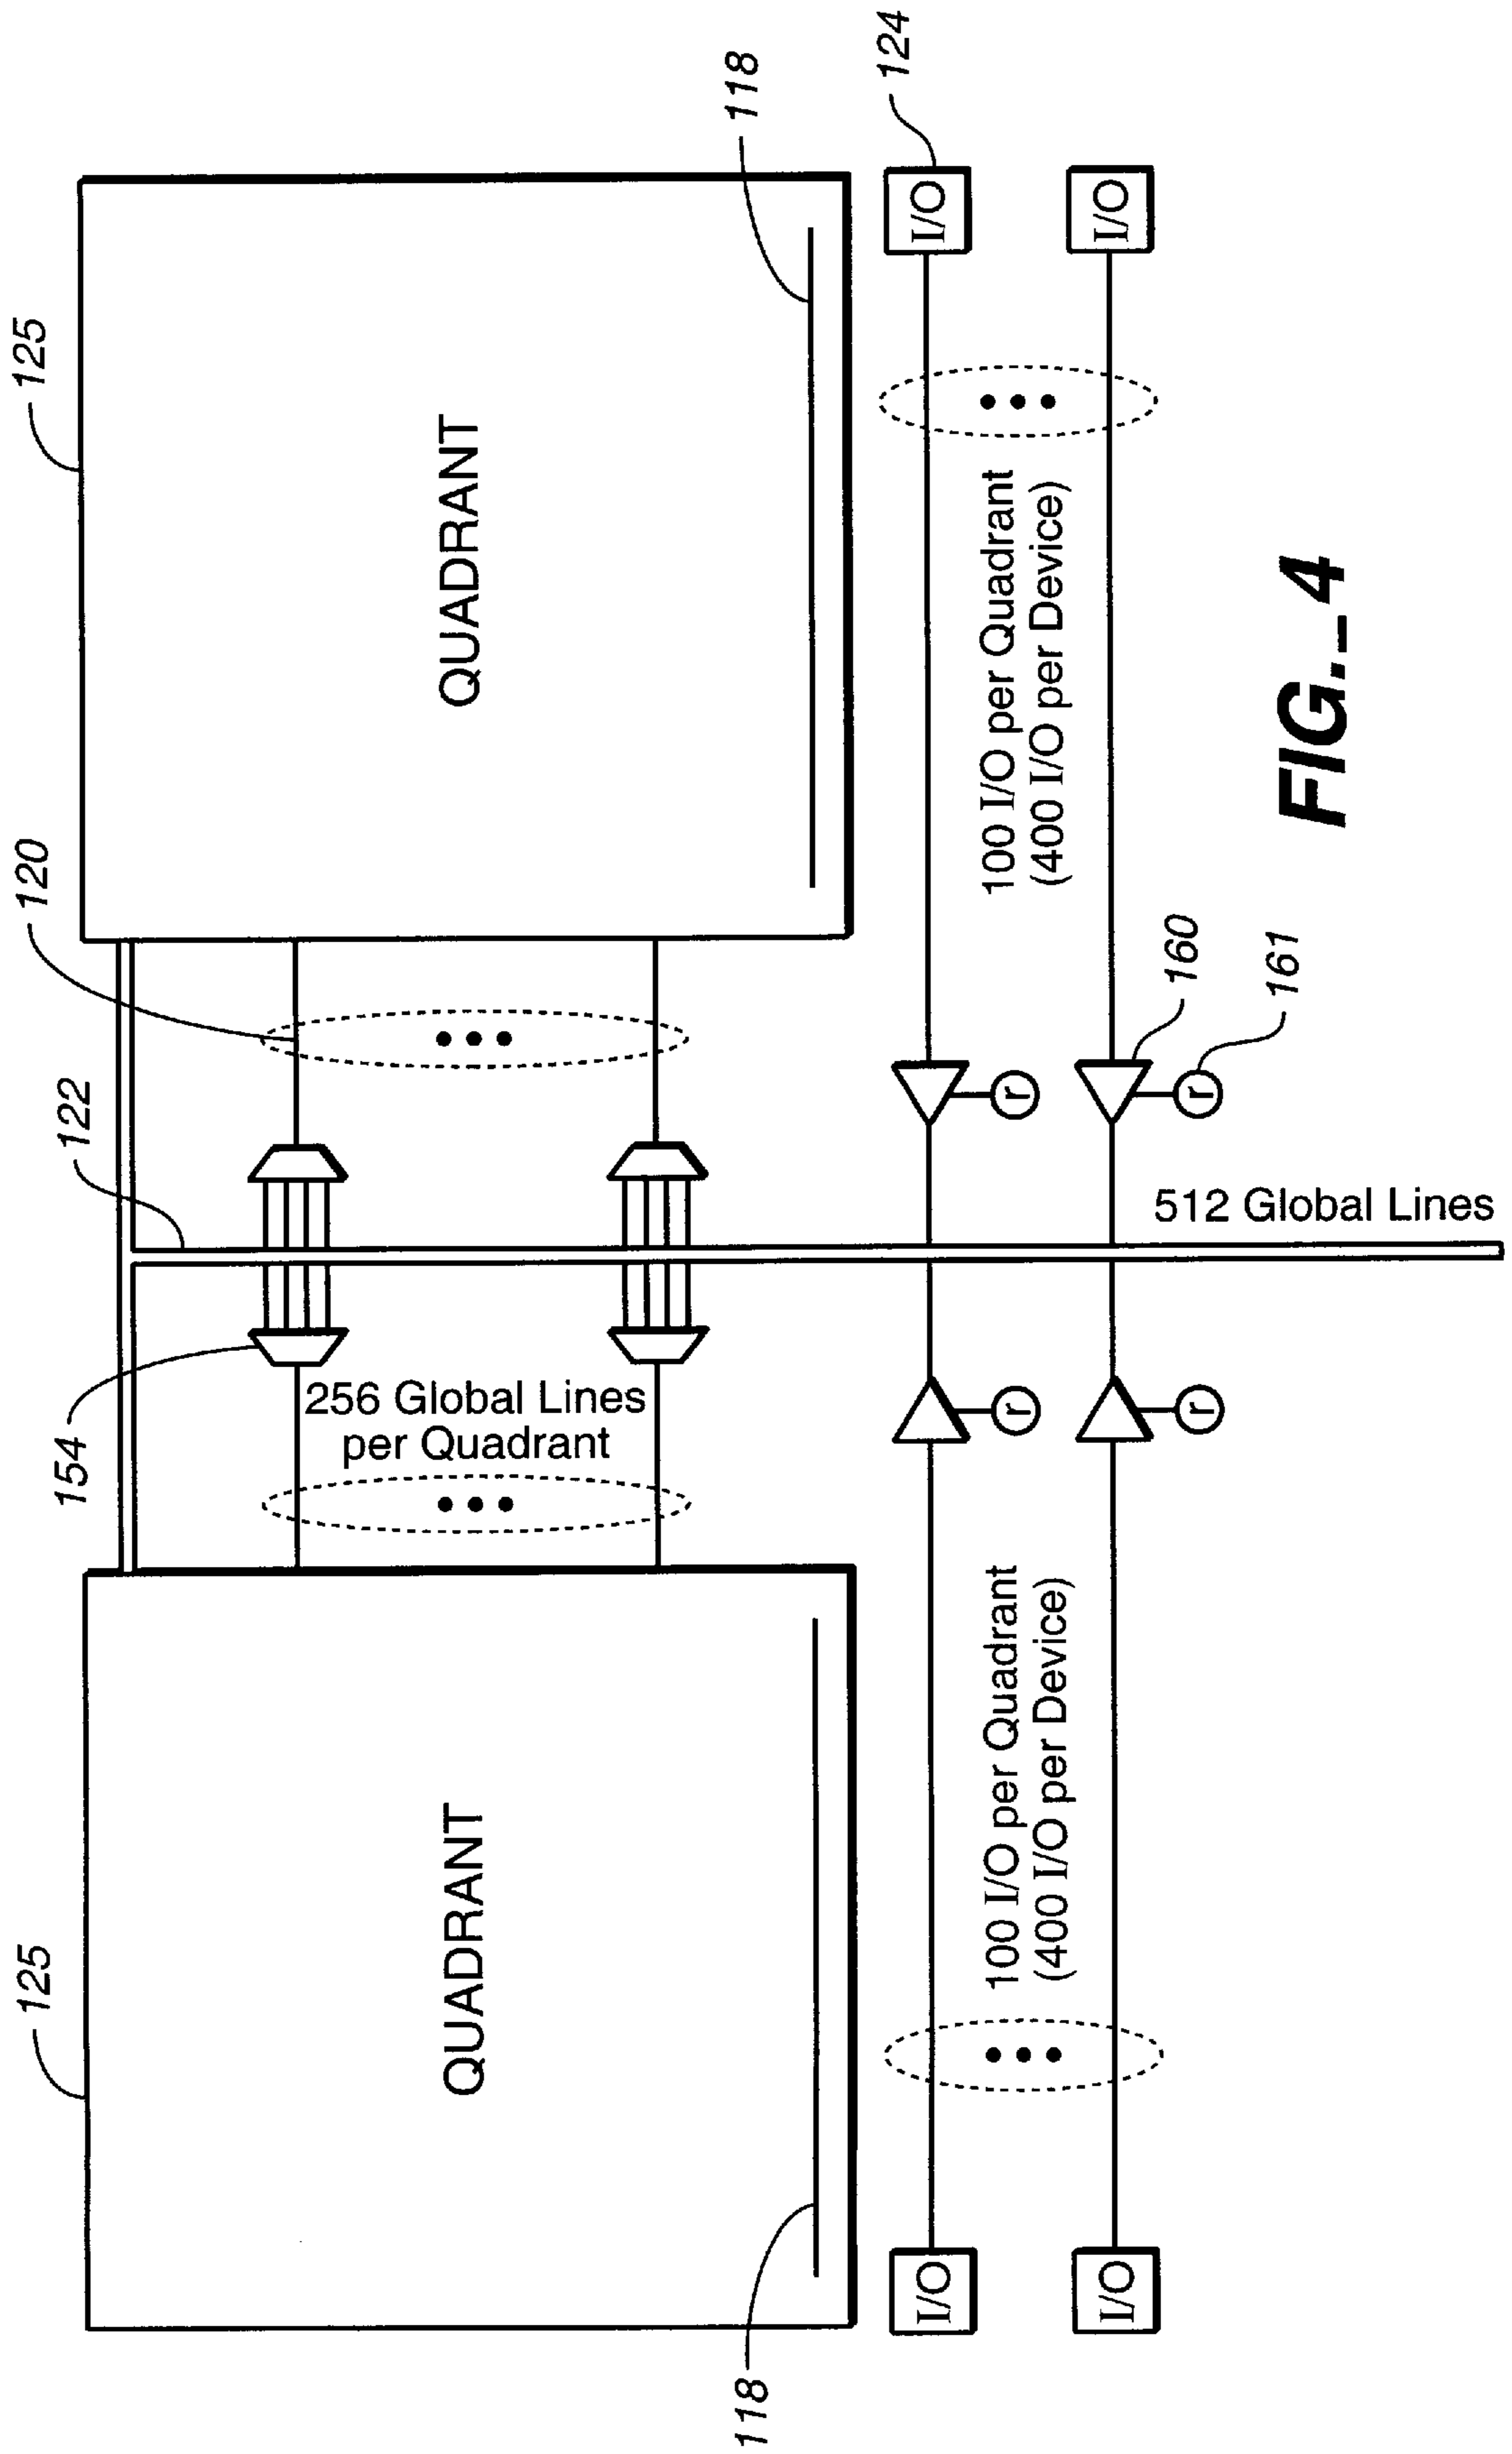 125
154
122
120
125
QUADRANT
256 Global Lines
per Quadrant
QUADRANT
118
118
I/O
I/O
124
100 I/O per Quadrant
(400 I/O per Device)
100 I/O per Quadrant
(400 I/O per Device)
r
r
I/O
r
r
I/O
160
161
512 Global Lines
FIG._4